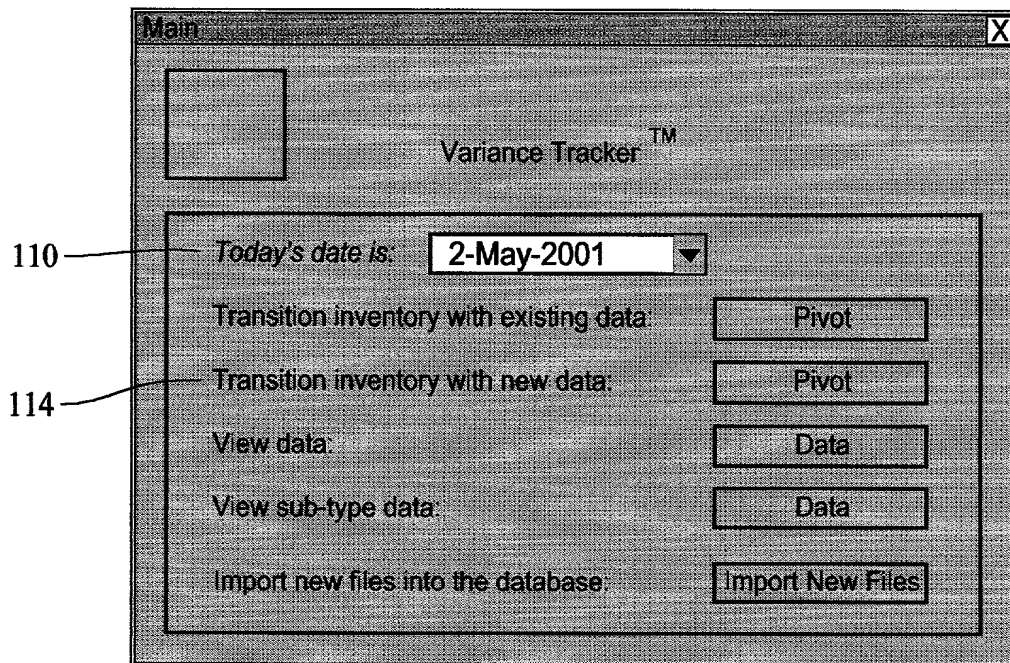 Main X
Variance Tracker TM
110 Today's date is: 2-May-2001
Transition inventory with existing data: Pivot
114 Transition inventory with new data: Pivot
View data: Data
View sub-type data: Data
Import new files into the database: Import New Files